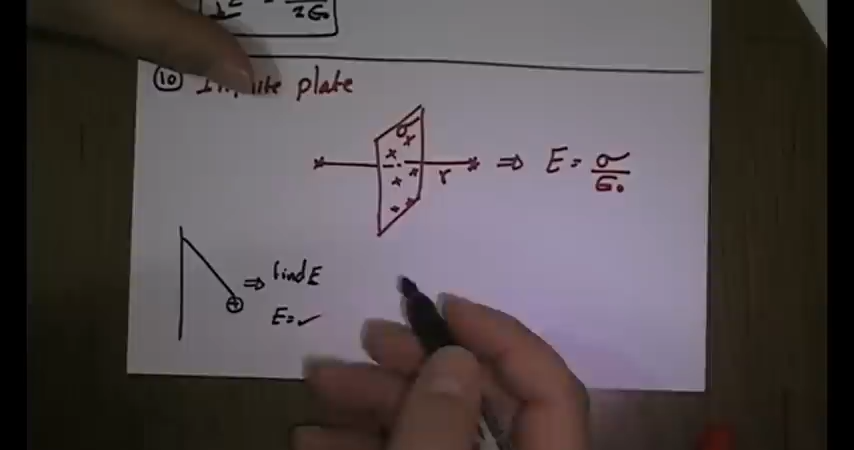 2ϵ₀
⑩ plate
σ
r ⇒ E = σ/ϵ₀
⇒ find E
E = ✓